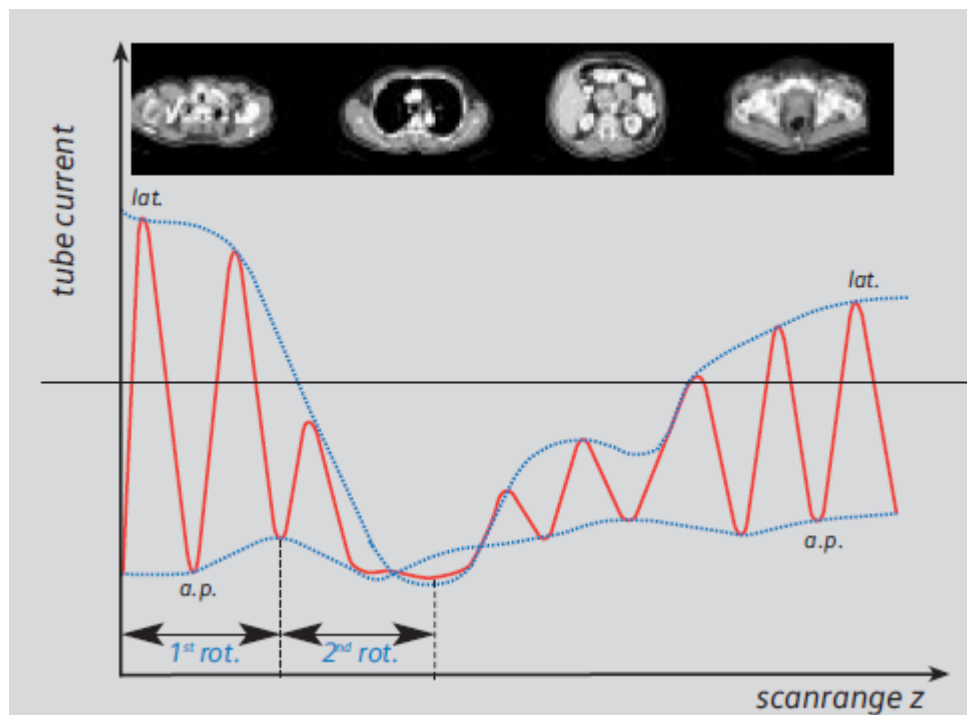 tube current
lat.
lat.
a.p.
a.p.
1st rot.
2nd rot.
scanrange z